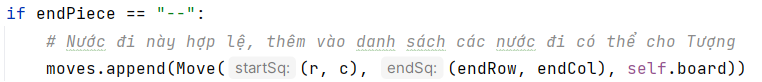 if endPiece == "--":
# Nước đi này hợp lệ, thêm vào danh sách các nước đi có thể cho Tượng
moves.append(Move( startSq: (r, c), endSq: (endRow, endCol), self.board))